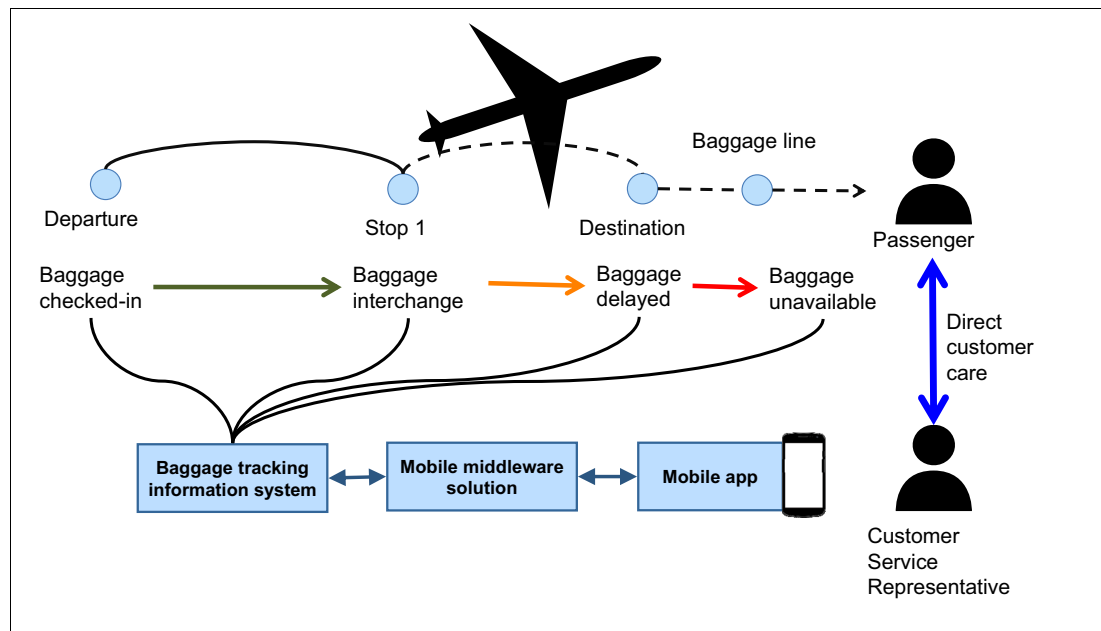 Baggage line
Departure
Stop 1
Destination
Passenger
Baggage
checked-in
Baggage
interchange
Baggage
delayed
Baggage
unavailable
Direct
customer
care
Baggage tracking
information system
Mobile middleware
solution
Mobile app
Customer
Service
Representative